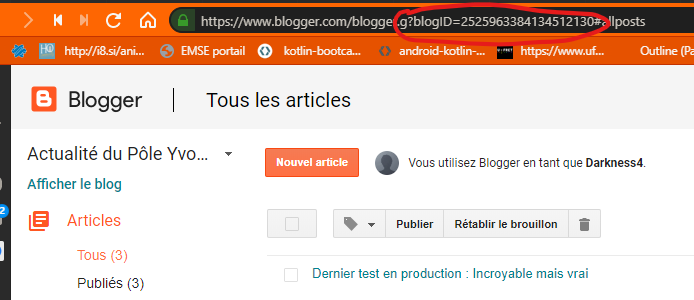 https://www.blogger.com/blogger.g?blogID=2525963384134512130#allposts
http://i8.si/ani... EMSE portail kotlin-bootca... android-kotlin-... https://www.uf... Outline (Pa
Blogger Tous les articles
Actualité du Pôle Yvo...
Nouvel article
Vous utilisez Blogger en tant que Darkness4.
Afficher le blog
Articles
Publier Rétablir le brouillon
Tous (3)
Publiés (3)
Dernier test en production : Incroyable mais vrai